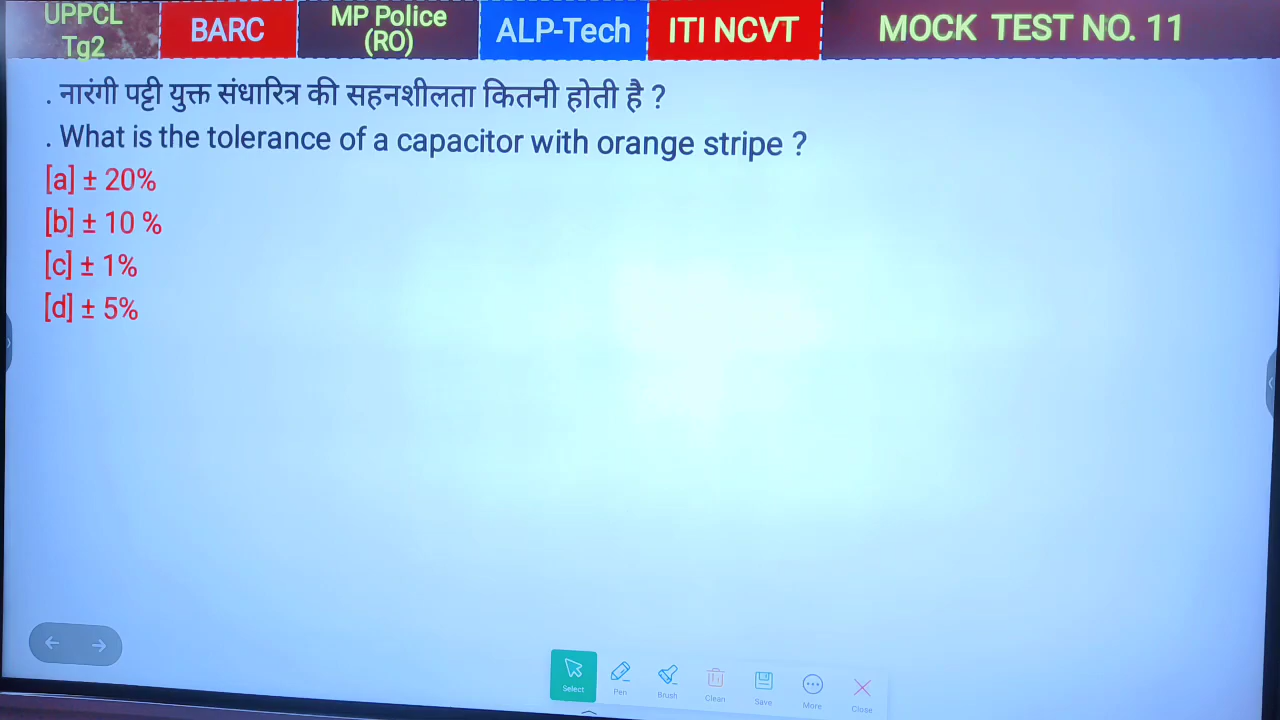 UPPCL
Tg2
BARC
MP Police
(RO)
ALP-Tech
ITI NCVT
MOCK TEST NO. 11
. नारंगी पट्टी युक्त संधारित्र की सहनशीलता कितनी होती है ?
. What is the tolerance of a capacitor with orange stripe ?
[a] ± 20%
[b] ± 10 %
[c] ± 1%
[d] ± 5%
Select
Pen
Brush
Clean
Save
More
Close